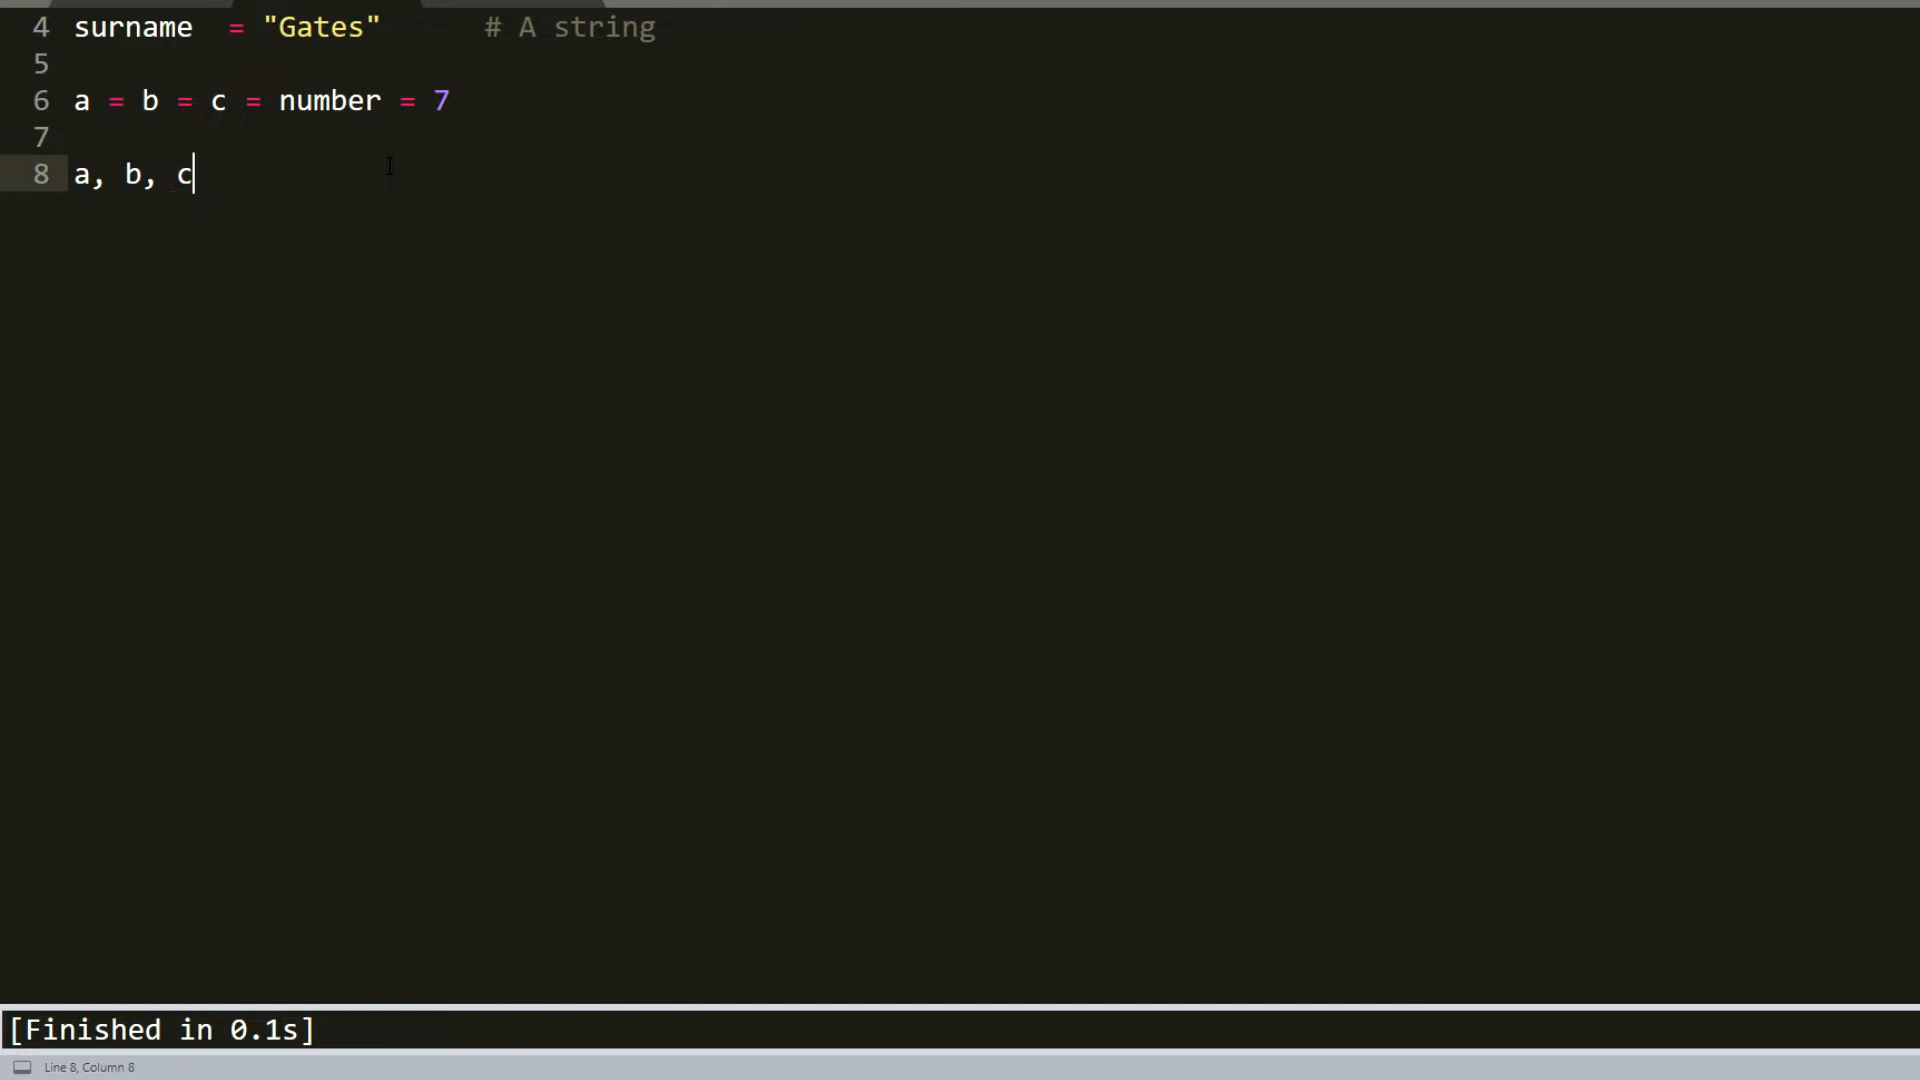 4 surname  = "Gates"      # A string
5
6 a = b = c = number = 7
7
8 a, b, c
[Finished in 0.1s]
Line 8, Column 8